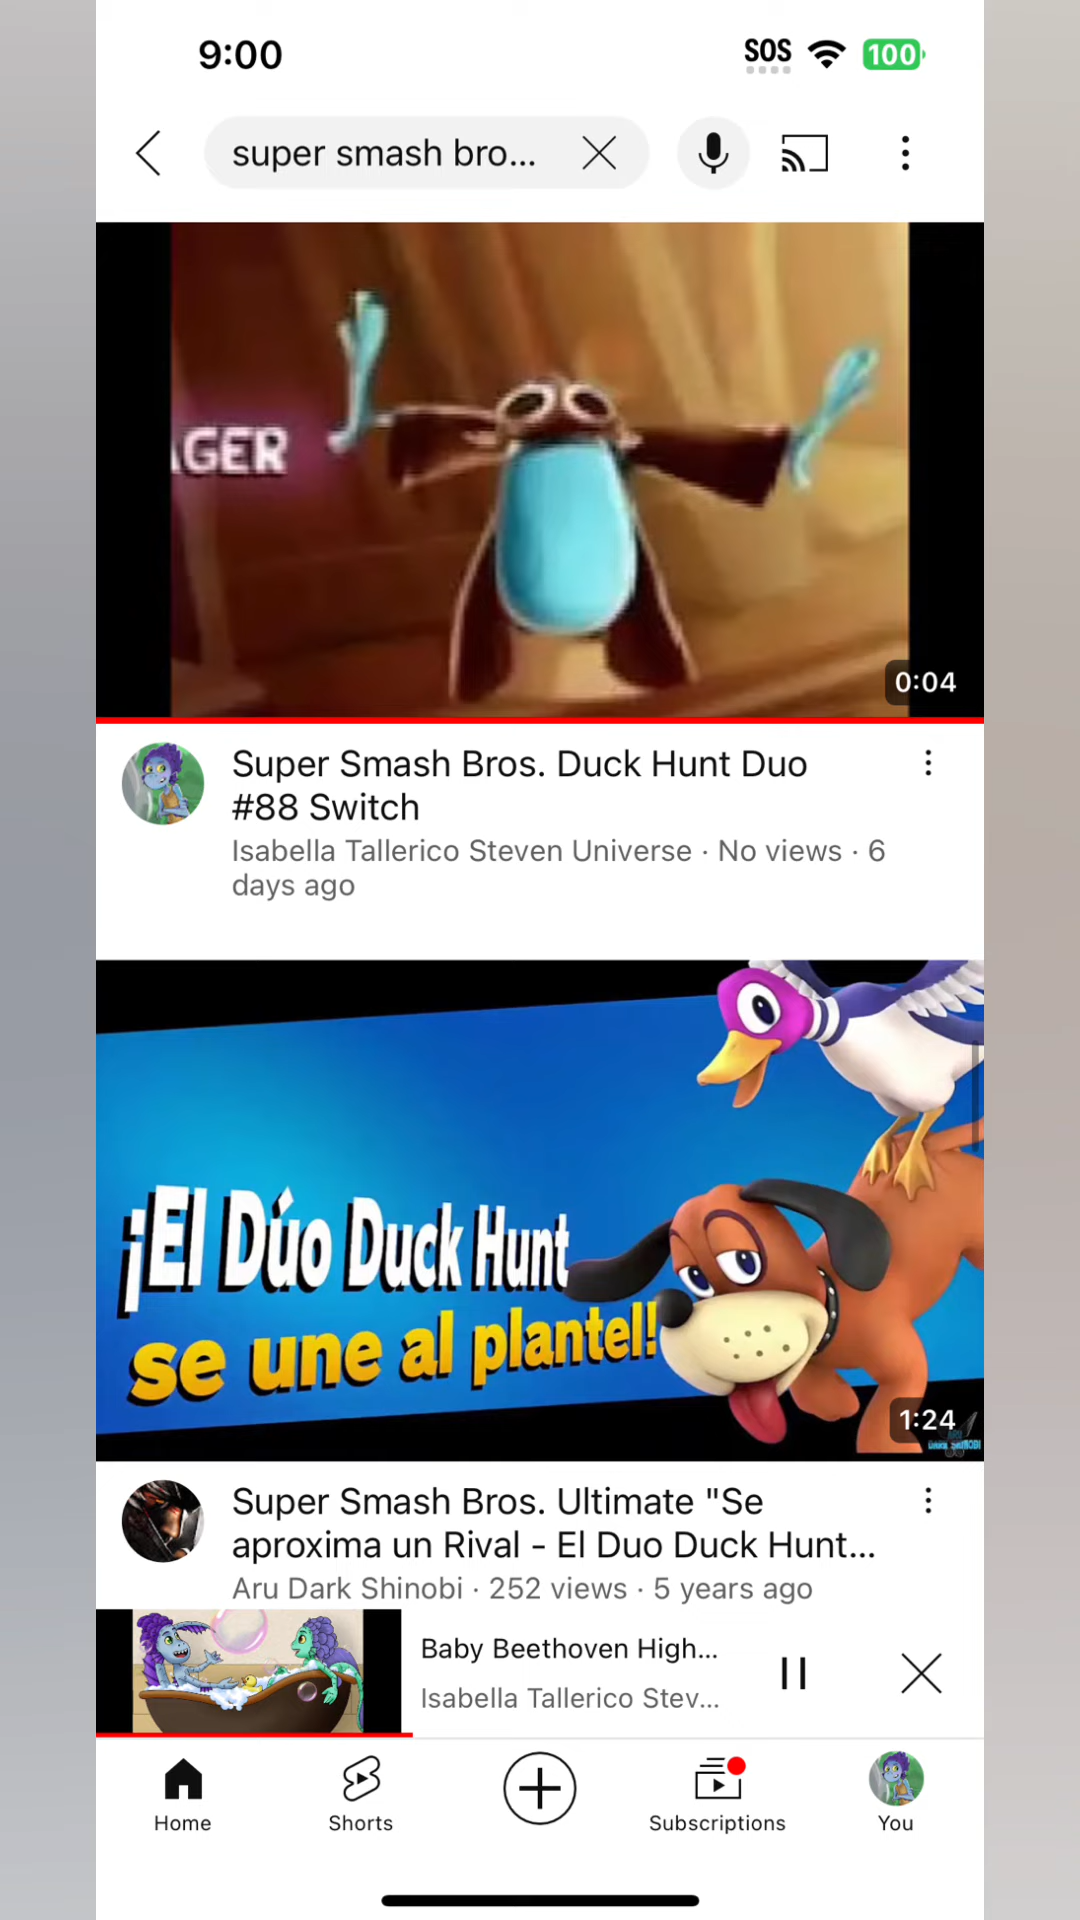 9:00
SOS
100
super smash bro...
AGER
0:04
Super Smash Bros. Duck Hunt Duo
#88 Switch
Isabella Tallerico Steven Universe · No views · 6
days ago
¡El Dúo Duck Hunt
se une al plantel!
1:24
Super Smash Bros. Ultimate "Se
aproxima un Rival - El Duo Duck Hunt...
Aru Dark Shinobi · 252 views · 5 years ago
Baby Beethoven High...
Isabella Tallerico Stev...
Home
Shorts
Subscriptions
You